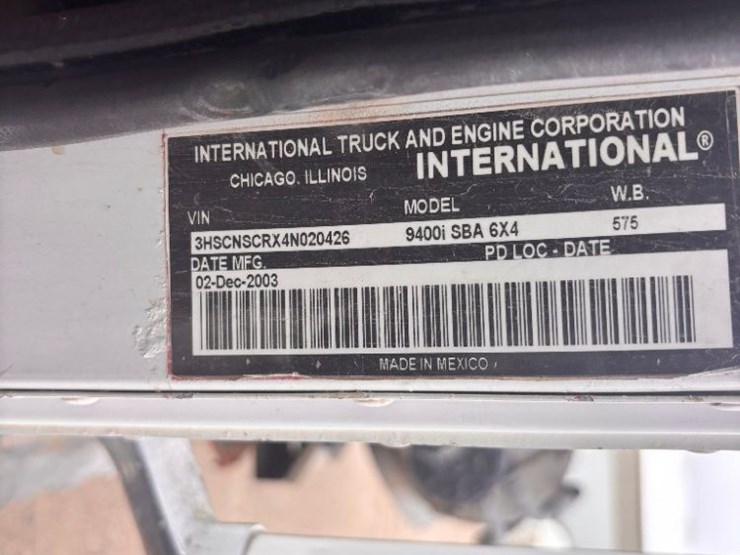 INTERNATIONAL TRUCK AND ENGINE CORPORATION
CHICAGO, ILLINOIS INTERNATIONAL®
VIN MODEL W.B.
3HSCNSCRX4N020426 9400i SBA 6X4 575
DATE MFG. PD LOC - DATE
02-Dec-2003
MADE IN MEXICO